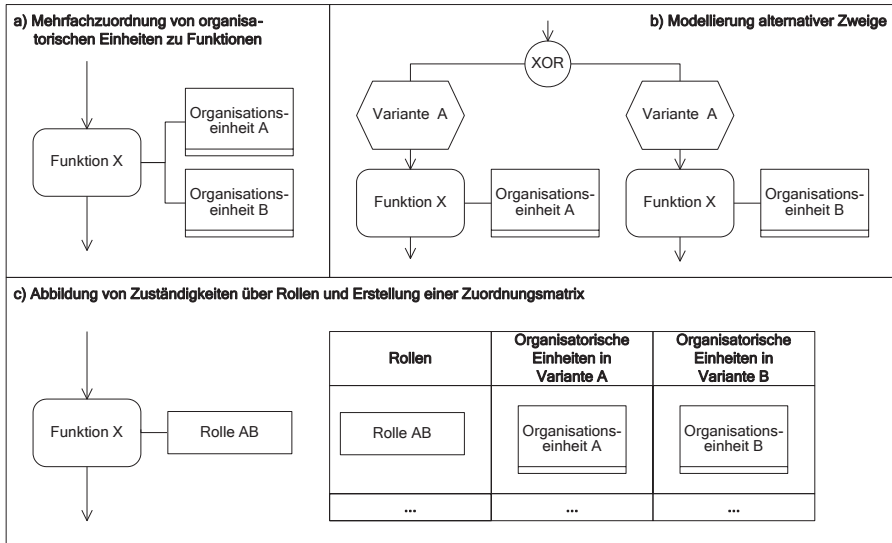 a) Mehrfachzuordnung von organisa-
torischen Einheiten zu Funktionen
Funktion X
Organisations-
einheit A
Organisations-
einheit B
b) Modellierung alternativer Zweige
XOR
Variante A
Variante A
Funktion X
Organisations-
einheit A
Funktion X
Organisations-
einheit B
c) Abbildung von Zuständigkeiten über Rollen und Erstellung einer Zuordnungsmatrix
Funktion X
Rolle AB
Rollen
Organisatorische
Einheiten in
Variante A
Organisatorische
Einheiten in
Variante B
Rolle AB
Organisations-
einheit A
Organisations-
einheit B
...
...
...